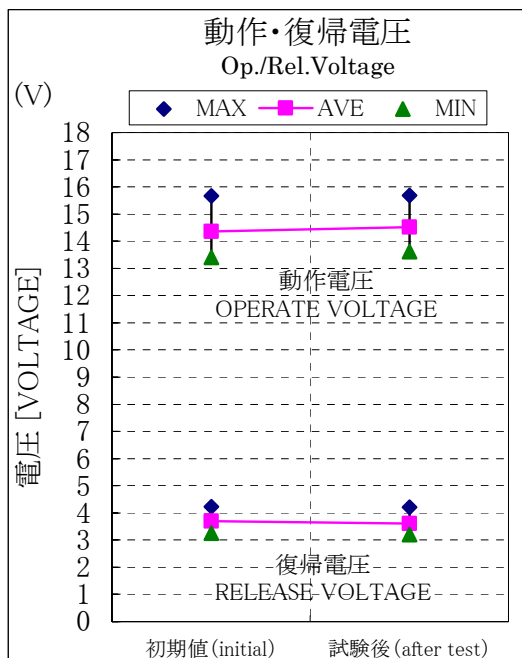 動作・復帰電圧
Op./Rel.Voltage
(V)
MAX AVE MIN
18
17
16
15
14
13
12
11
10
9
8
7
6
5
4
3
2
1
0
電圧 [VOLTAGE]
動作電圧
OPERATE VOLTAGE
復帰電圧
RELEASE VOLTAGE
初期値(initial) 試験後(after test)